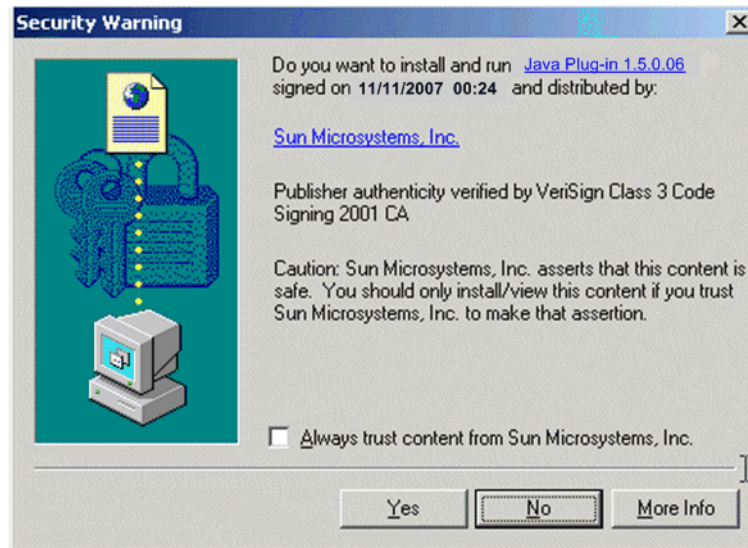 Security Warning
Do you want to install and run Java Plug-in 1.5.0.06
signed on 11/11/2007 00:24 and distributed by:
Sun Microsystems, Inc.
Publisher authenticity verified by VeriSign Class 3 Code
Signing 2001 CA
Caution: Sun Microsystems, Inc. asserts that this content is
safe. You should only install/view this content if you trust
Sun Microsystems, Inc. to make that assertion.
Always trust content from Sun Microsystems, Inc.
Yes No More Info